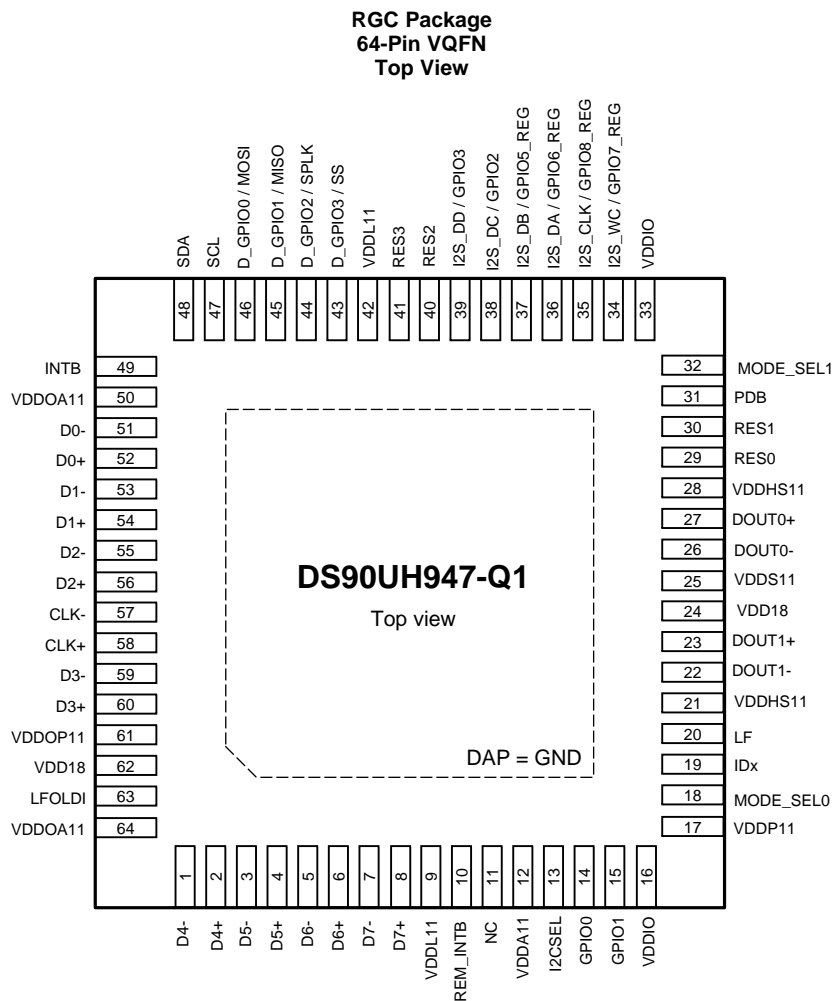 RGC Package
64-Pin VQFN
Top View
SDA
SCL
D_GPIO0 / MOSI
D_GPIO1 / MISO
D_GPIO2 / SPLK
D_GPIO3 / SS
VDDL11
RES3
RES2
I2S_DD / GPIO3
I2S_DC / GPIO2
I2S_DB / GPIO5_REG
I2S_DA / GPIO6_REG
I2S_CLK / GPIO8_REG
I2S_WC / GPIO7_REG
VDDIO
48
47
46
45
44
43
42
41
40
39
38
37
36
35
34
33
INTB 49
VDDOA11 50
D0- 51
D0+ 52
D1- 53
D1+ 54
D2- 55
D2+ 56
CLK- 57
CLK+ 58
D3- 59
D3+ 60
VDDOP11 61
VDD18 62
LFOLDI 63
VDDOA11 64
DS90UH947-Q1
Top view
DAP = GND
32 MODE_SEL1
31 PDB
30 RES1
29 RES0
28 VDDHS11
27 DOUT0+
26 DOUT0-
25 VDDS11
24 VDD18
23 DOUT1+
22 DOUT1-
21 VDDHS11
20 LF
19 IDx
18 MODE_SEL0
17 VDDP11
1
2
3
4
5
6
7
8
9
10
11
12
13
14
15
16
D4-
D4+
D5-
D5+
D6-
D6+
D7-
D7+
VDDL11
REM_INTB
NC
VDDA11
I2CSEL
GPIO0
GPIO1
VDDIO